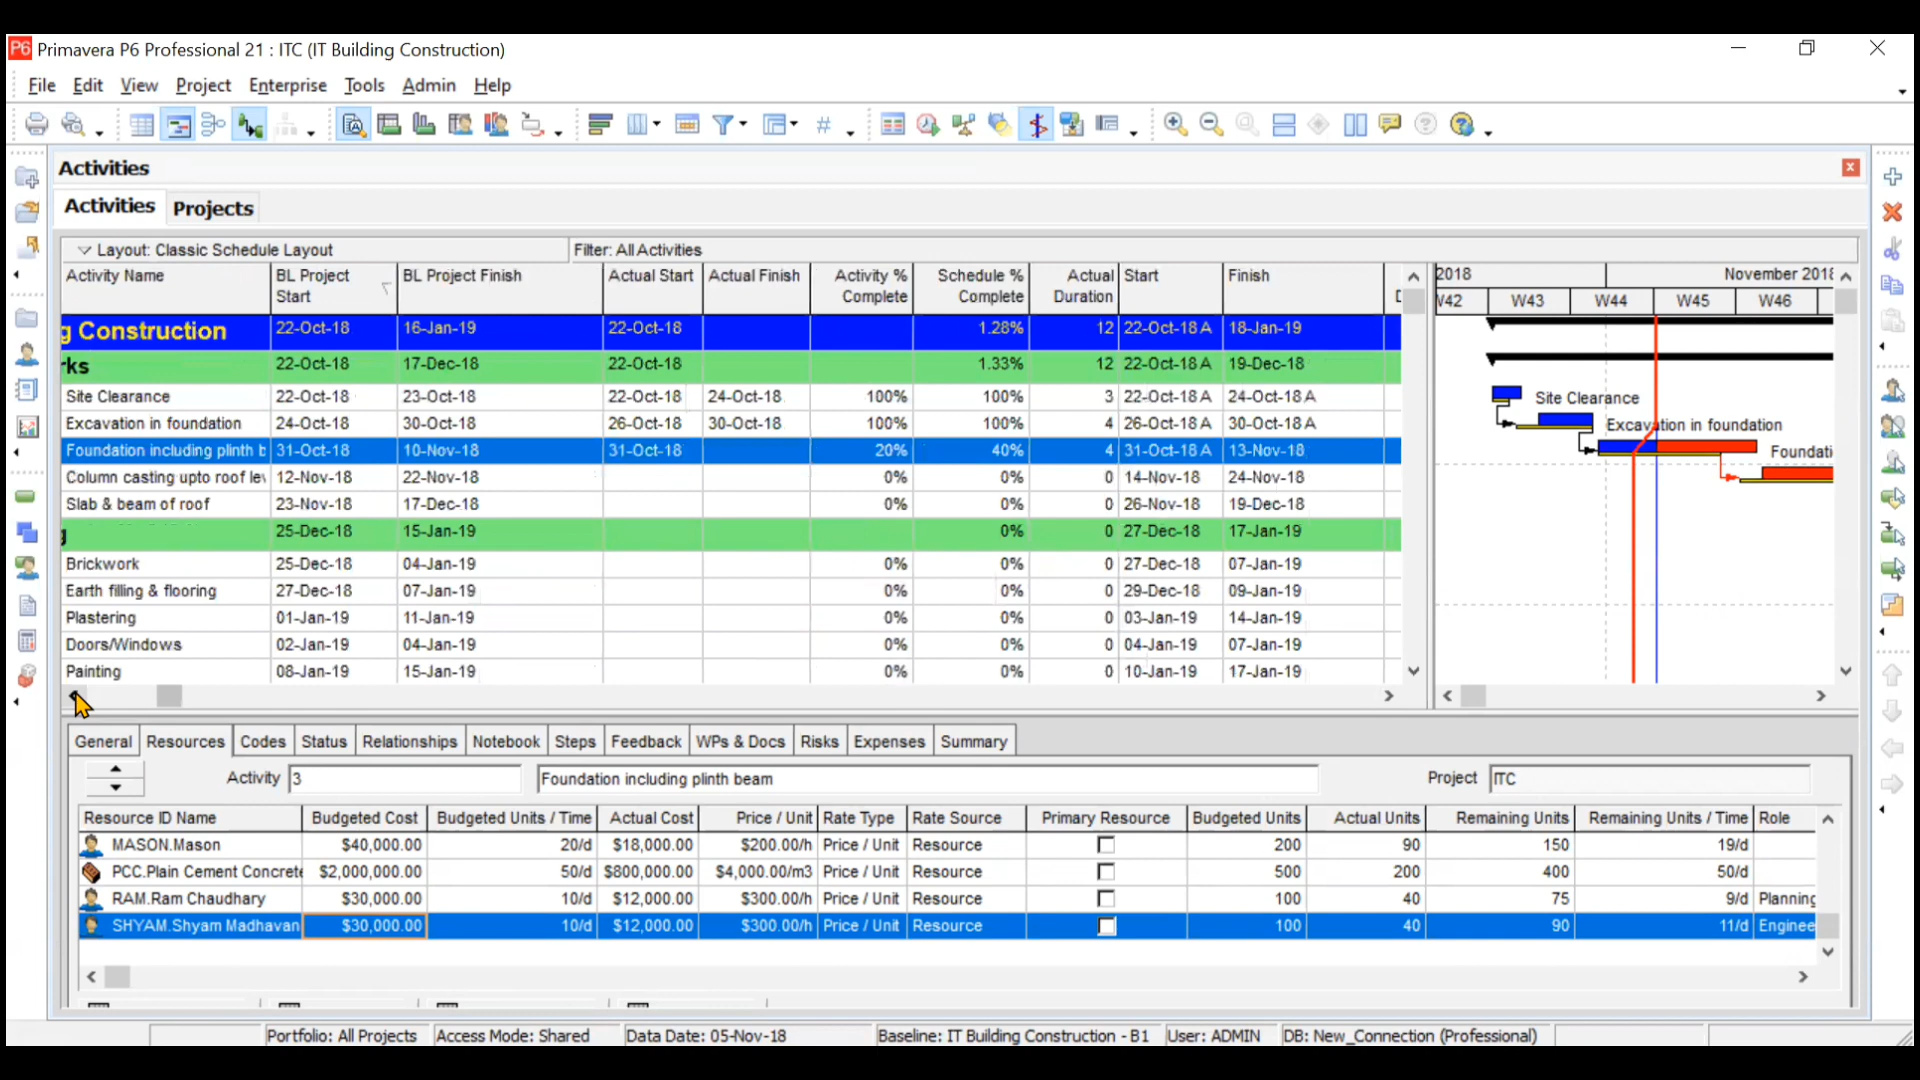 P6 Primavera P6 Professional 21 : ITC (IT Building Construction)
File Edit View Project Enterprise Tools Admin Help
Activities
Activities Projects
Layout: Classic Schedule Layout Filter: All Activities
Activity Name BL Project Start BL Project Finish Actual Start Actual Finish Activity % Complete Schedule % Complete Actual Duration Start Finish
2018 November 2018
W42 W43 W44 W45 W46
g Construction 22-Oct-18 16-Jan-19 22-Oct-18 1.28% 12 22-Oct-18 A 18-Jan-19
rks 22-Oct-18 17-Dec-18 22-Oct-18 1.33% 12 22-Oct-18 A 19-Dec-18
Site Clearance 22-Oct-18 23-Oct-18 22-Oct-18 24-Oct-18 100% 100% 3 22-Oct-18 A 24-Oct-18 A Site Clearance
Excavation in foundation 24-Oct-18 30-Oct-18 26-Oct-18 30-Oct-18 100% 100% 4 26-Oct-18 A 30-Oct-18 A Excavation in foundation
Foundation including plinth b 31-Oct-18 10-Nov-18 31-Oct-18 20% 40% 4 31-Oct-18 A 13-Nov-18 Foundati
Column casting upto roof lev 12-Nov-18 22-Nov-18 0% 0% 0 14-Nov-18 24-Nov-18
Slab & beam of roof 23-Nov-18 17-Dec-18 0% 0% 0 26-Nov-18 19-Dec-18
g 25-Dec-18 15-Jan-19 0% 0 27-Dec-18 17-Jan-19
Brickwork 25-Dec-18 04-Jan-19 0% 0% 0 27-Dec-18 07-Jan-19
Earth filling & flooring 27-Dec-18 07-Jan-19 0% 0% 0 29-Dec-18 09-Jan-19
Plastering 01-Jan-19 11-Jan-19 0% 0% 0 03-Jan-19 14-Jan-19
Doors/Windows 02-Jan-19 04-Jan-19 0% 0% 0 04-Jan-19 07-Jan-19
Painting 08-Jan-19 15-Jan-19 0% 0% 0 10-Jan-19 17-Jan-19
General Resources Codes Status Relationships Notebook Steps Feedback WPs & Docs Risks Expenses Summary
Activity 3 Foundation including plinth beam Project ITC
Resource ID Name Budgeted Cost Budgeted Units / Time Actual Cost Price / Unit Rate Type Rate Source Primary Resource Budgeted Units Actual Units Remaining Units Remaining Units / Time Role
MASON.Mason $40,000.00 20/d $18,000.00 $200.00/h Price / Unit Resource 200 90 150 19/d
PCC.Plain Cement Concrete $2,000,000.00 50/d $800,000.00 $4,000.00/m3 Price / Unit Resource 500 200 400 50/d
RAM.Ram Chaudhary $30,000.00 10/d $12,000.00 $300.00/h Price / Unit Resource 100 40 75 9/d Planning
SHYAM.Shyam Madhavan $30,000.00 10/d $12,000.00 $300.00/h Price / Unit Resource 100 40 90 11/d Enginee
Portfolio: All Projects Access Mode: Shared Data Date: 05-Nov-18 Baseline: IT Building Construction - B1 User: ADMIN DB: New_Connection (Professional)